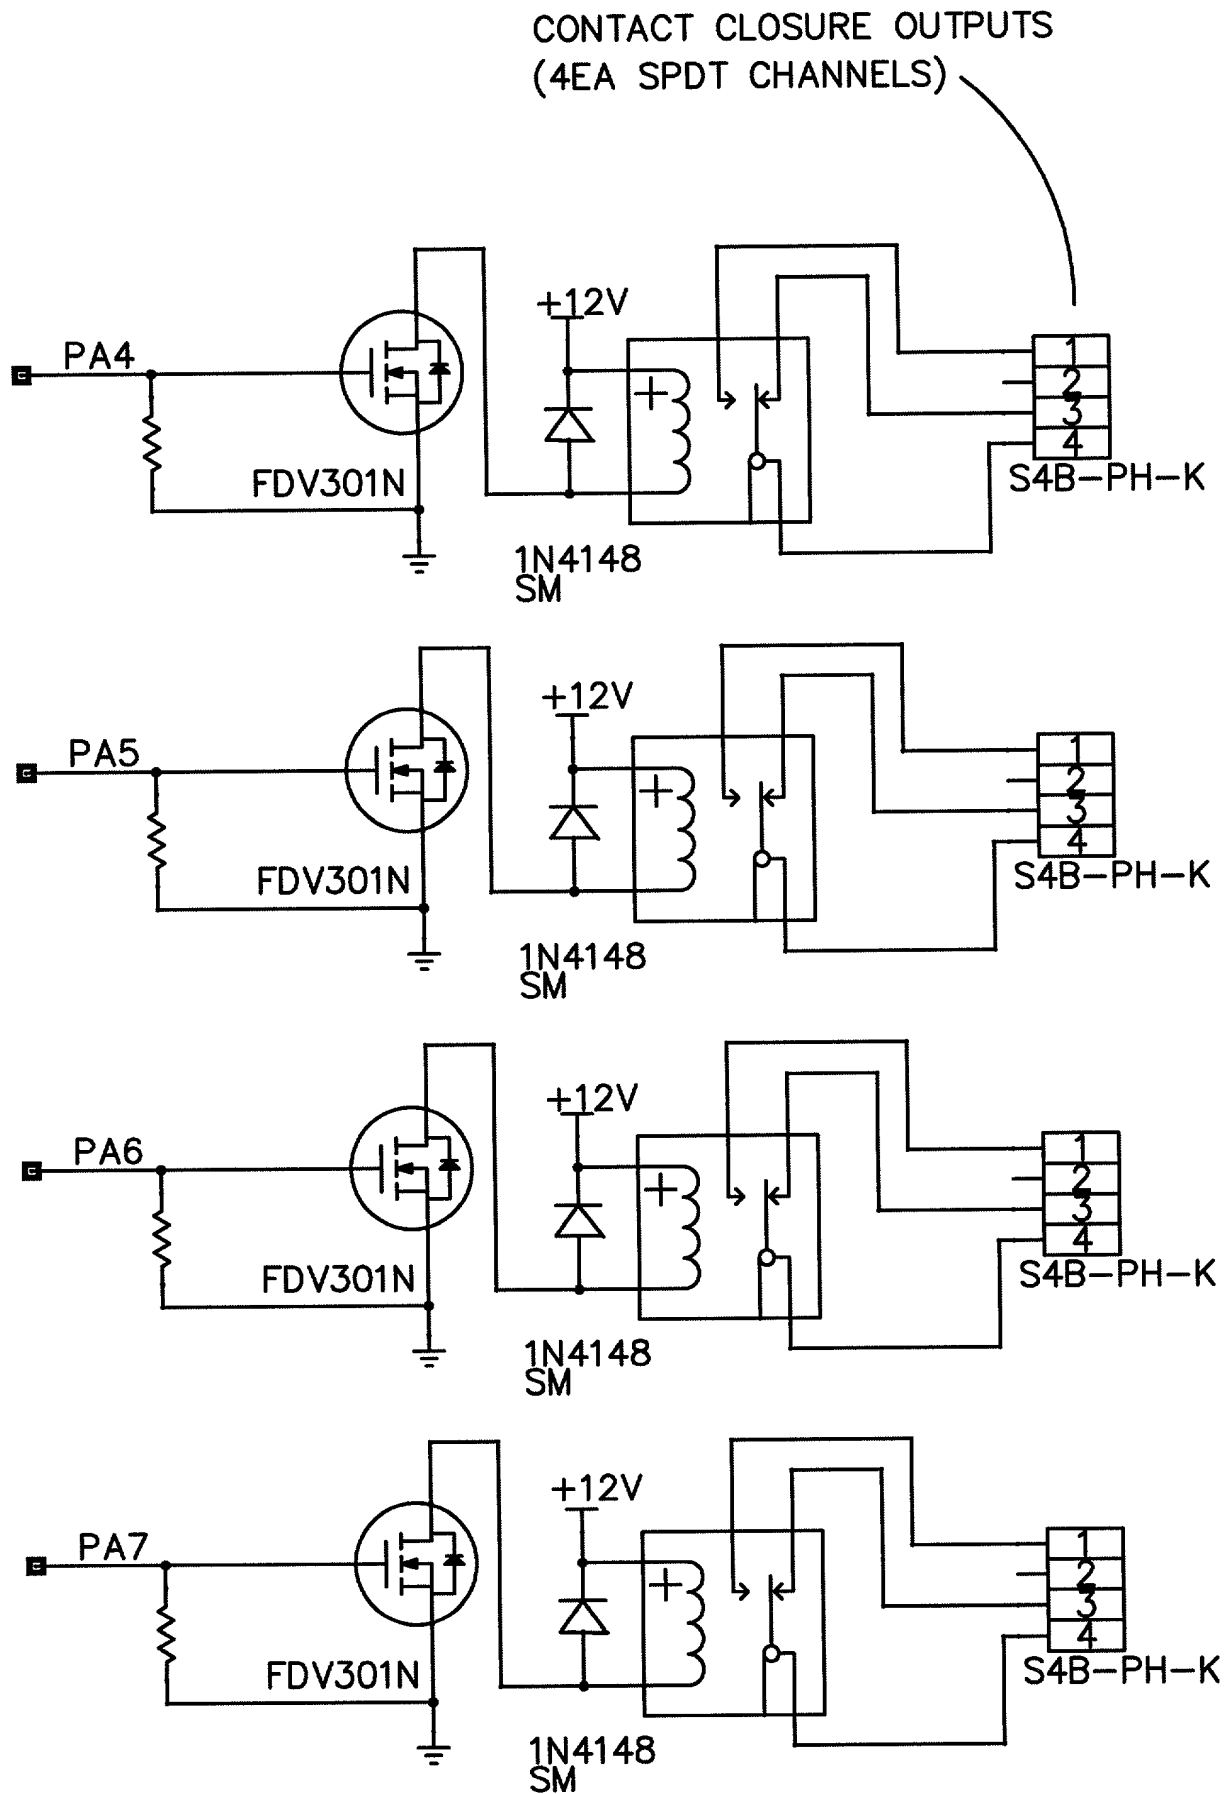 CONTACT CLOSURE OUTPUTS
(4EA SPDT CHANNELS)
+12V
PA4
+
1
2
3
4
FDV301N
S4B-PH-K
1N4148
SM
+12V
PA5
+
1
2
3
4
FDV301N
S4B-PH-K
1N4148
SM
+12V
PA6
+
1
2
3
4
FDV301N
S4B-PH-K
1N4148
SM
+12V
PA7
+
1
2
3
4
FDV301N
S4B-PH-K
1N4148
SM